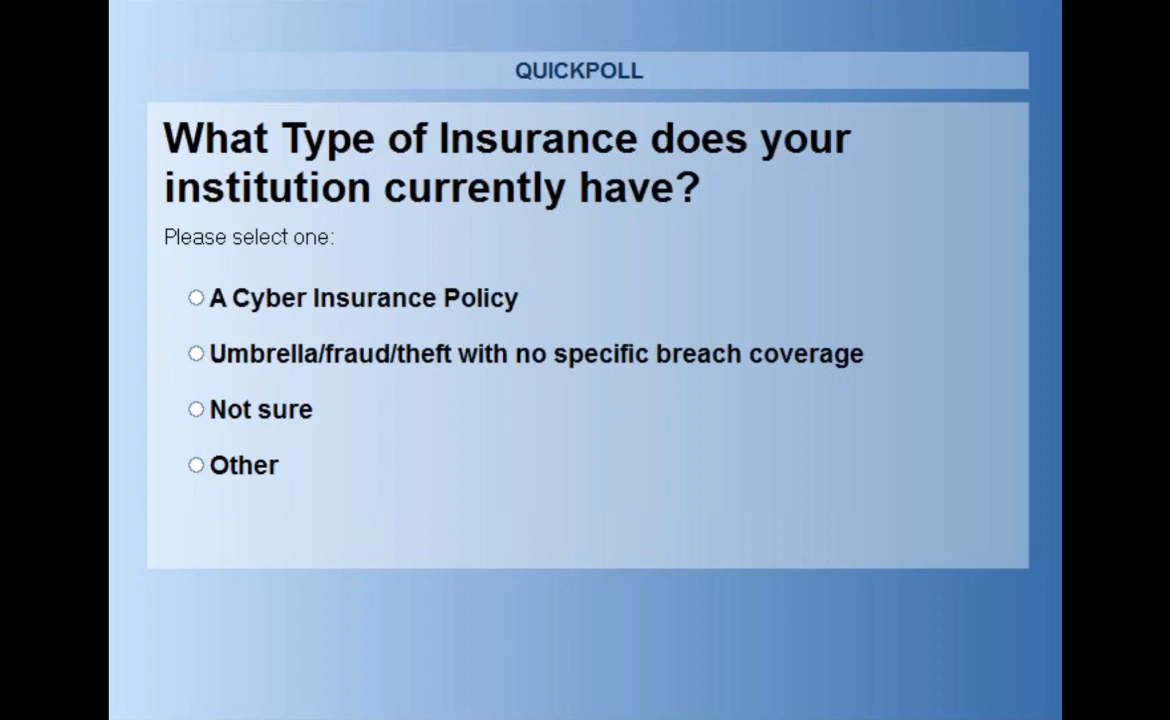 QUICKPOLL
What Type of Insurance does your
institution currently have?
Please select one:
A Cyber Insurance Policy
Umbrella/fraud/theft with no specific breach coverage
Not sure
Other